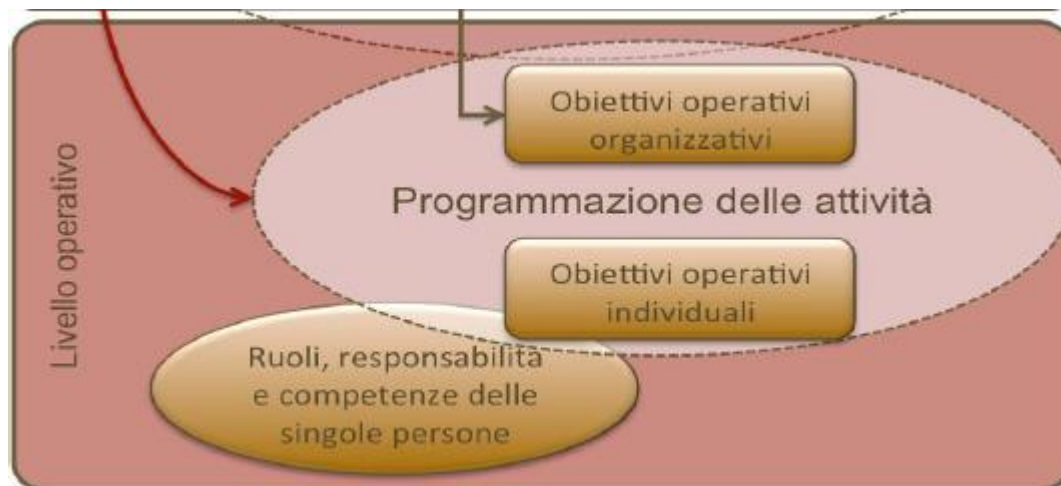 Livello operativo
Obiettivi operativi
organizzativi
Programmazione delle attività
Obiettivi operativi
individuali
Ruoli, responsabilità
e competenze delle
singole persone